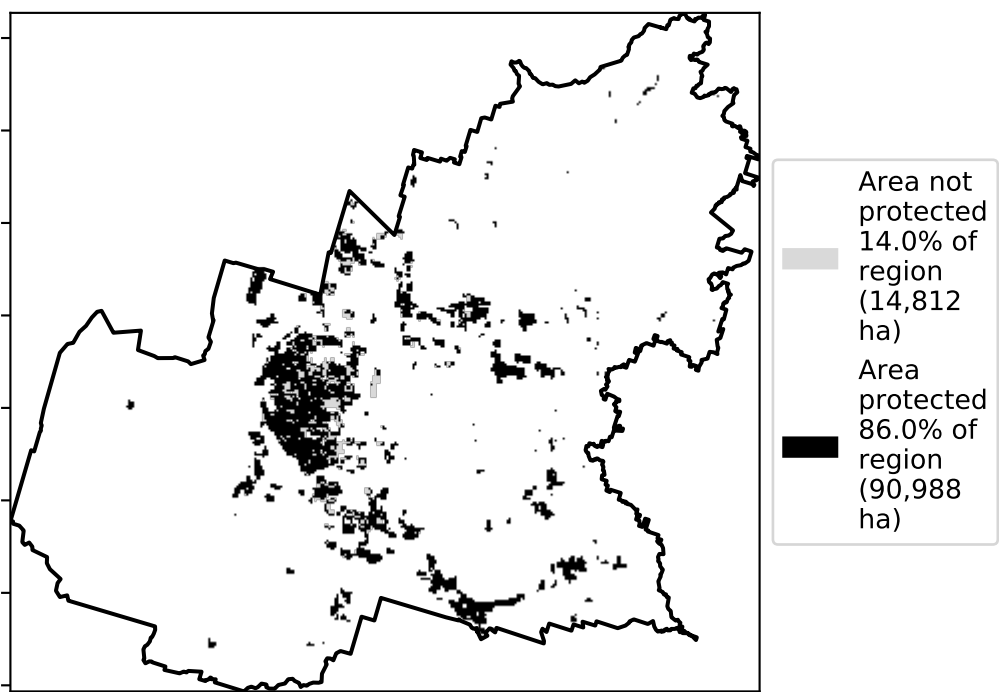 Area not
protected
14.0% of
region
(14,812
ha)
Area
protected
86.0% of
region
(90,988
ha)